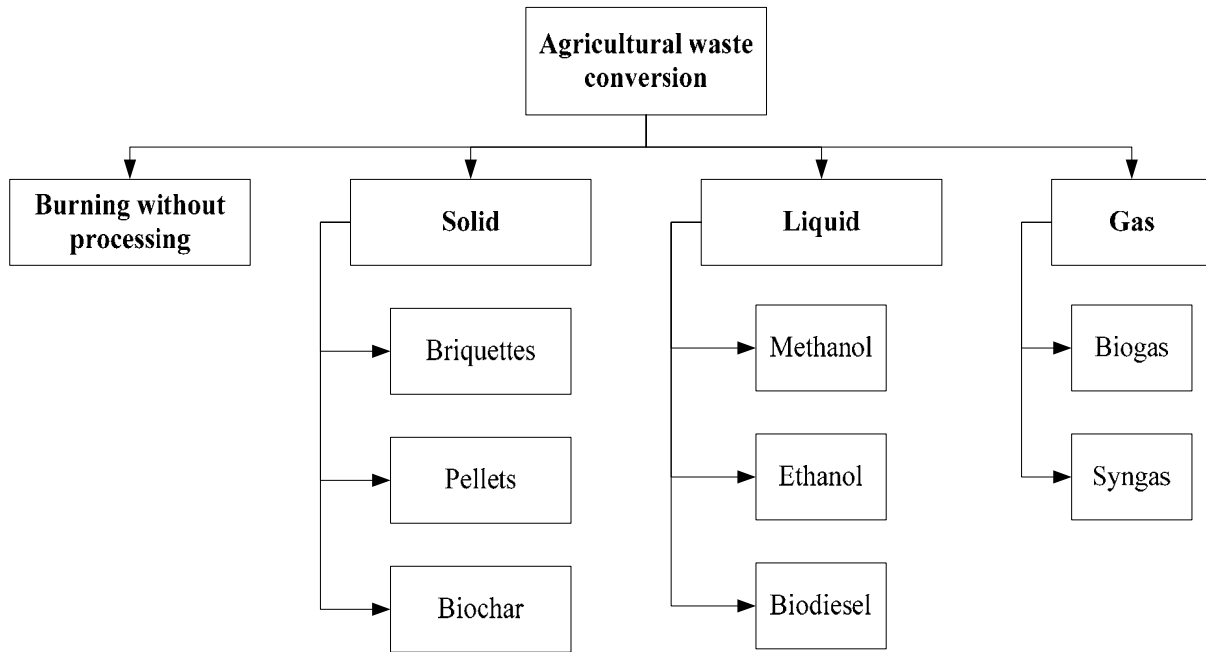 Agricultural waste
conversion
Burning without
processing
Solid
Liquid
Gas
Briquettes
Methanol
Biogas
Pellets
Ethanol
Syngas
Biochar
Biodiesel